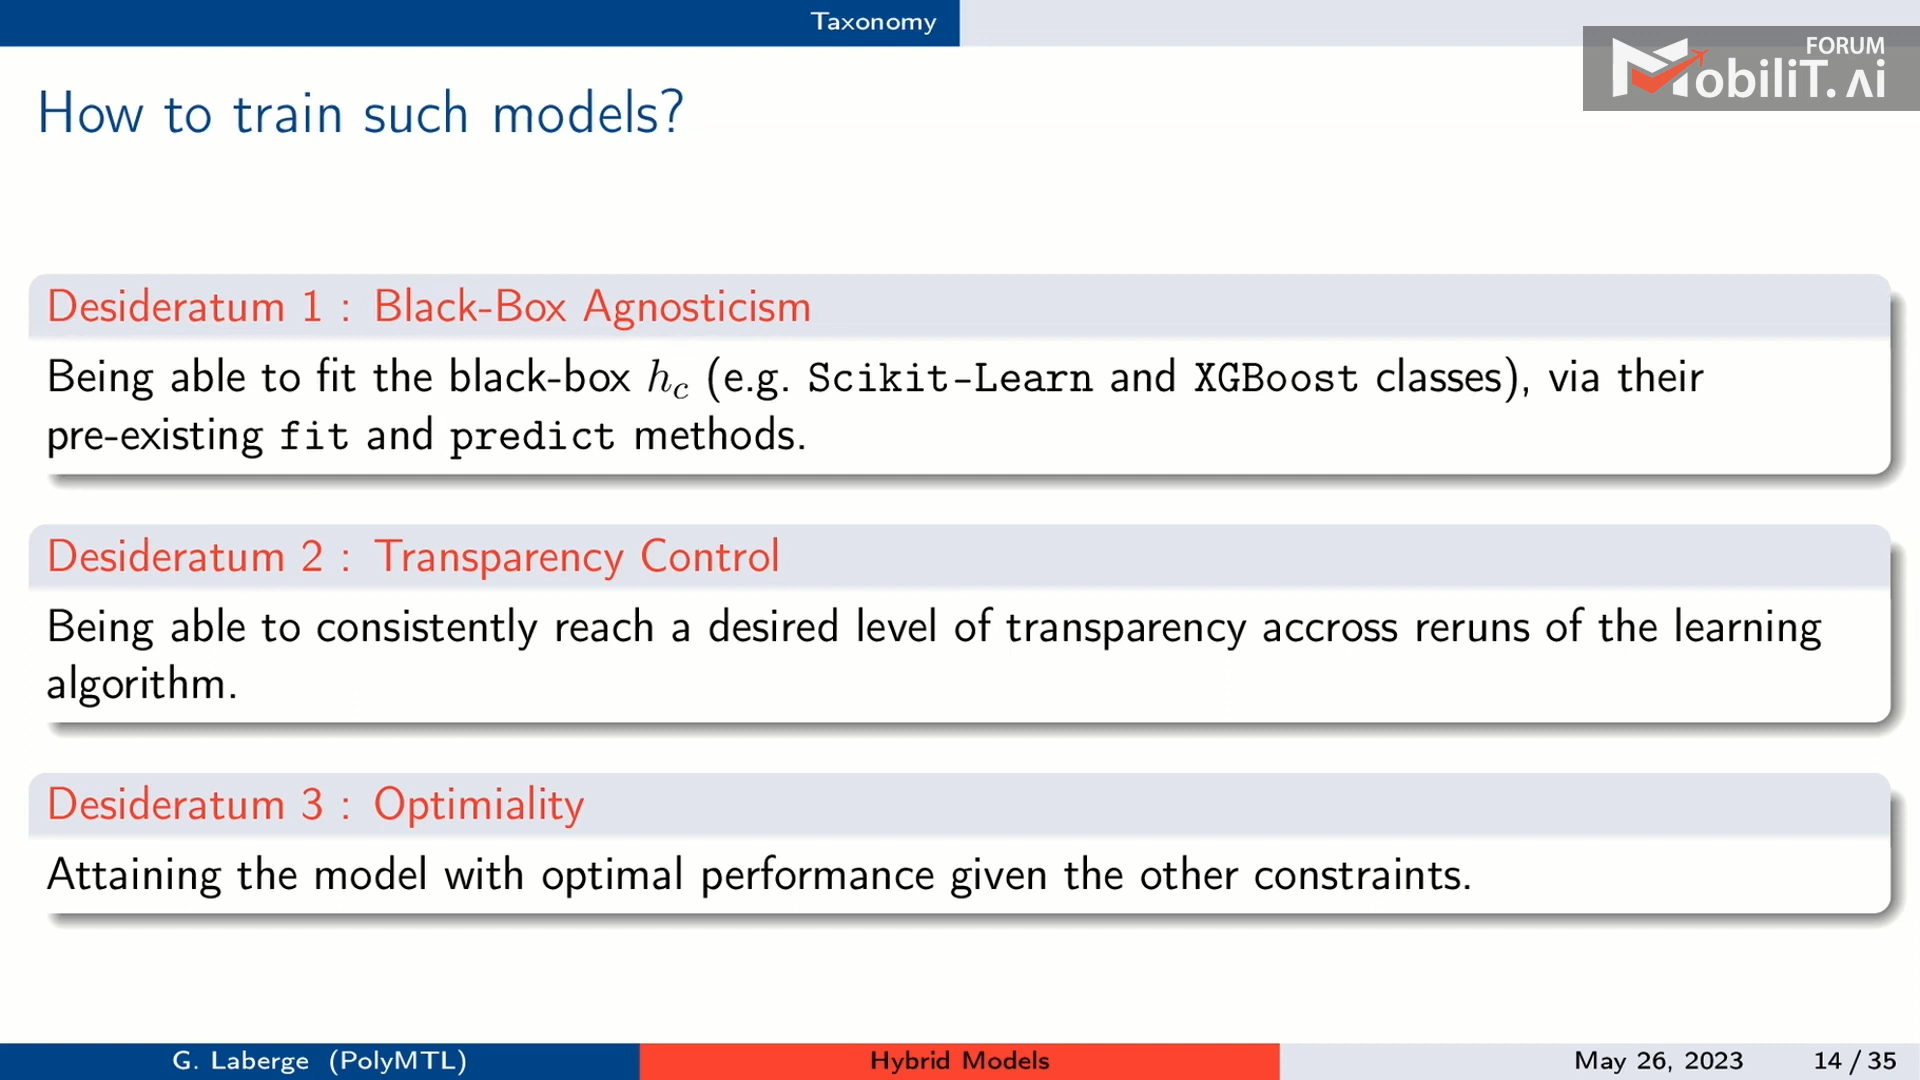 Taxonomy
FORUM
MobiliT.Ai
How to train such models?
Desideratum 1 : Black-Box Agnosticism
Being able to fit the black-box h_c (e.g. Scikit-Learn and XGBoost classes), via their
pre-existing fit and predict methods.
Desideratum 2 : Transparency Control
Being able to consistently reach a desired level of transparency accross reruns of the learning
algorithm.
Desideratum 3 : Optimiality
Attaining the model with optimal performance given the other constraints.
G. Laberge (PolyMTL)
Hybrid Models
May 26, 2023
14 / 35